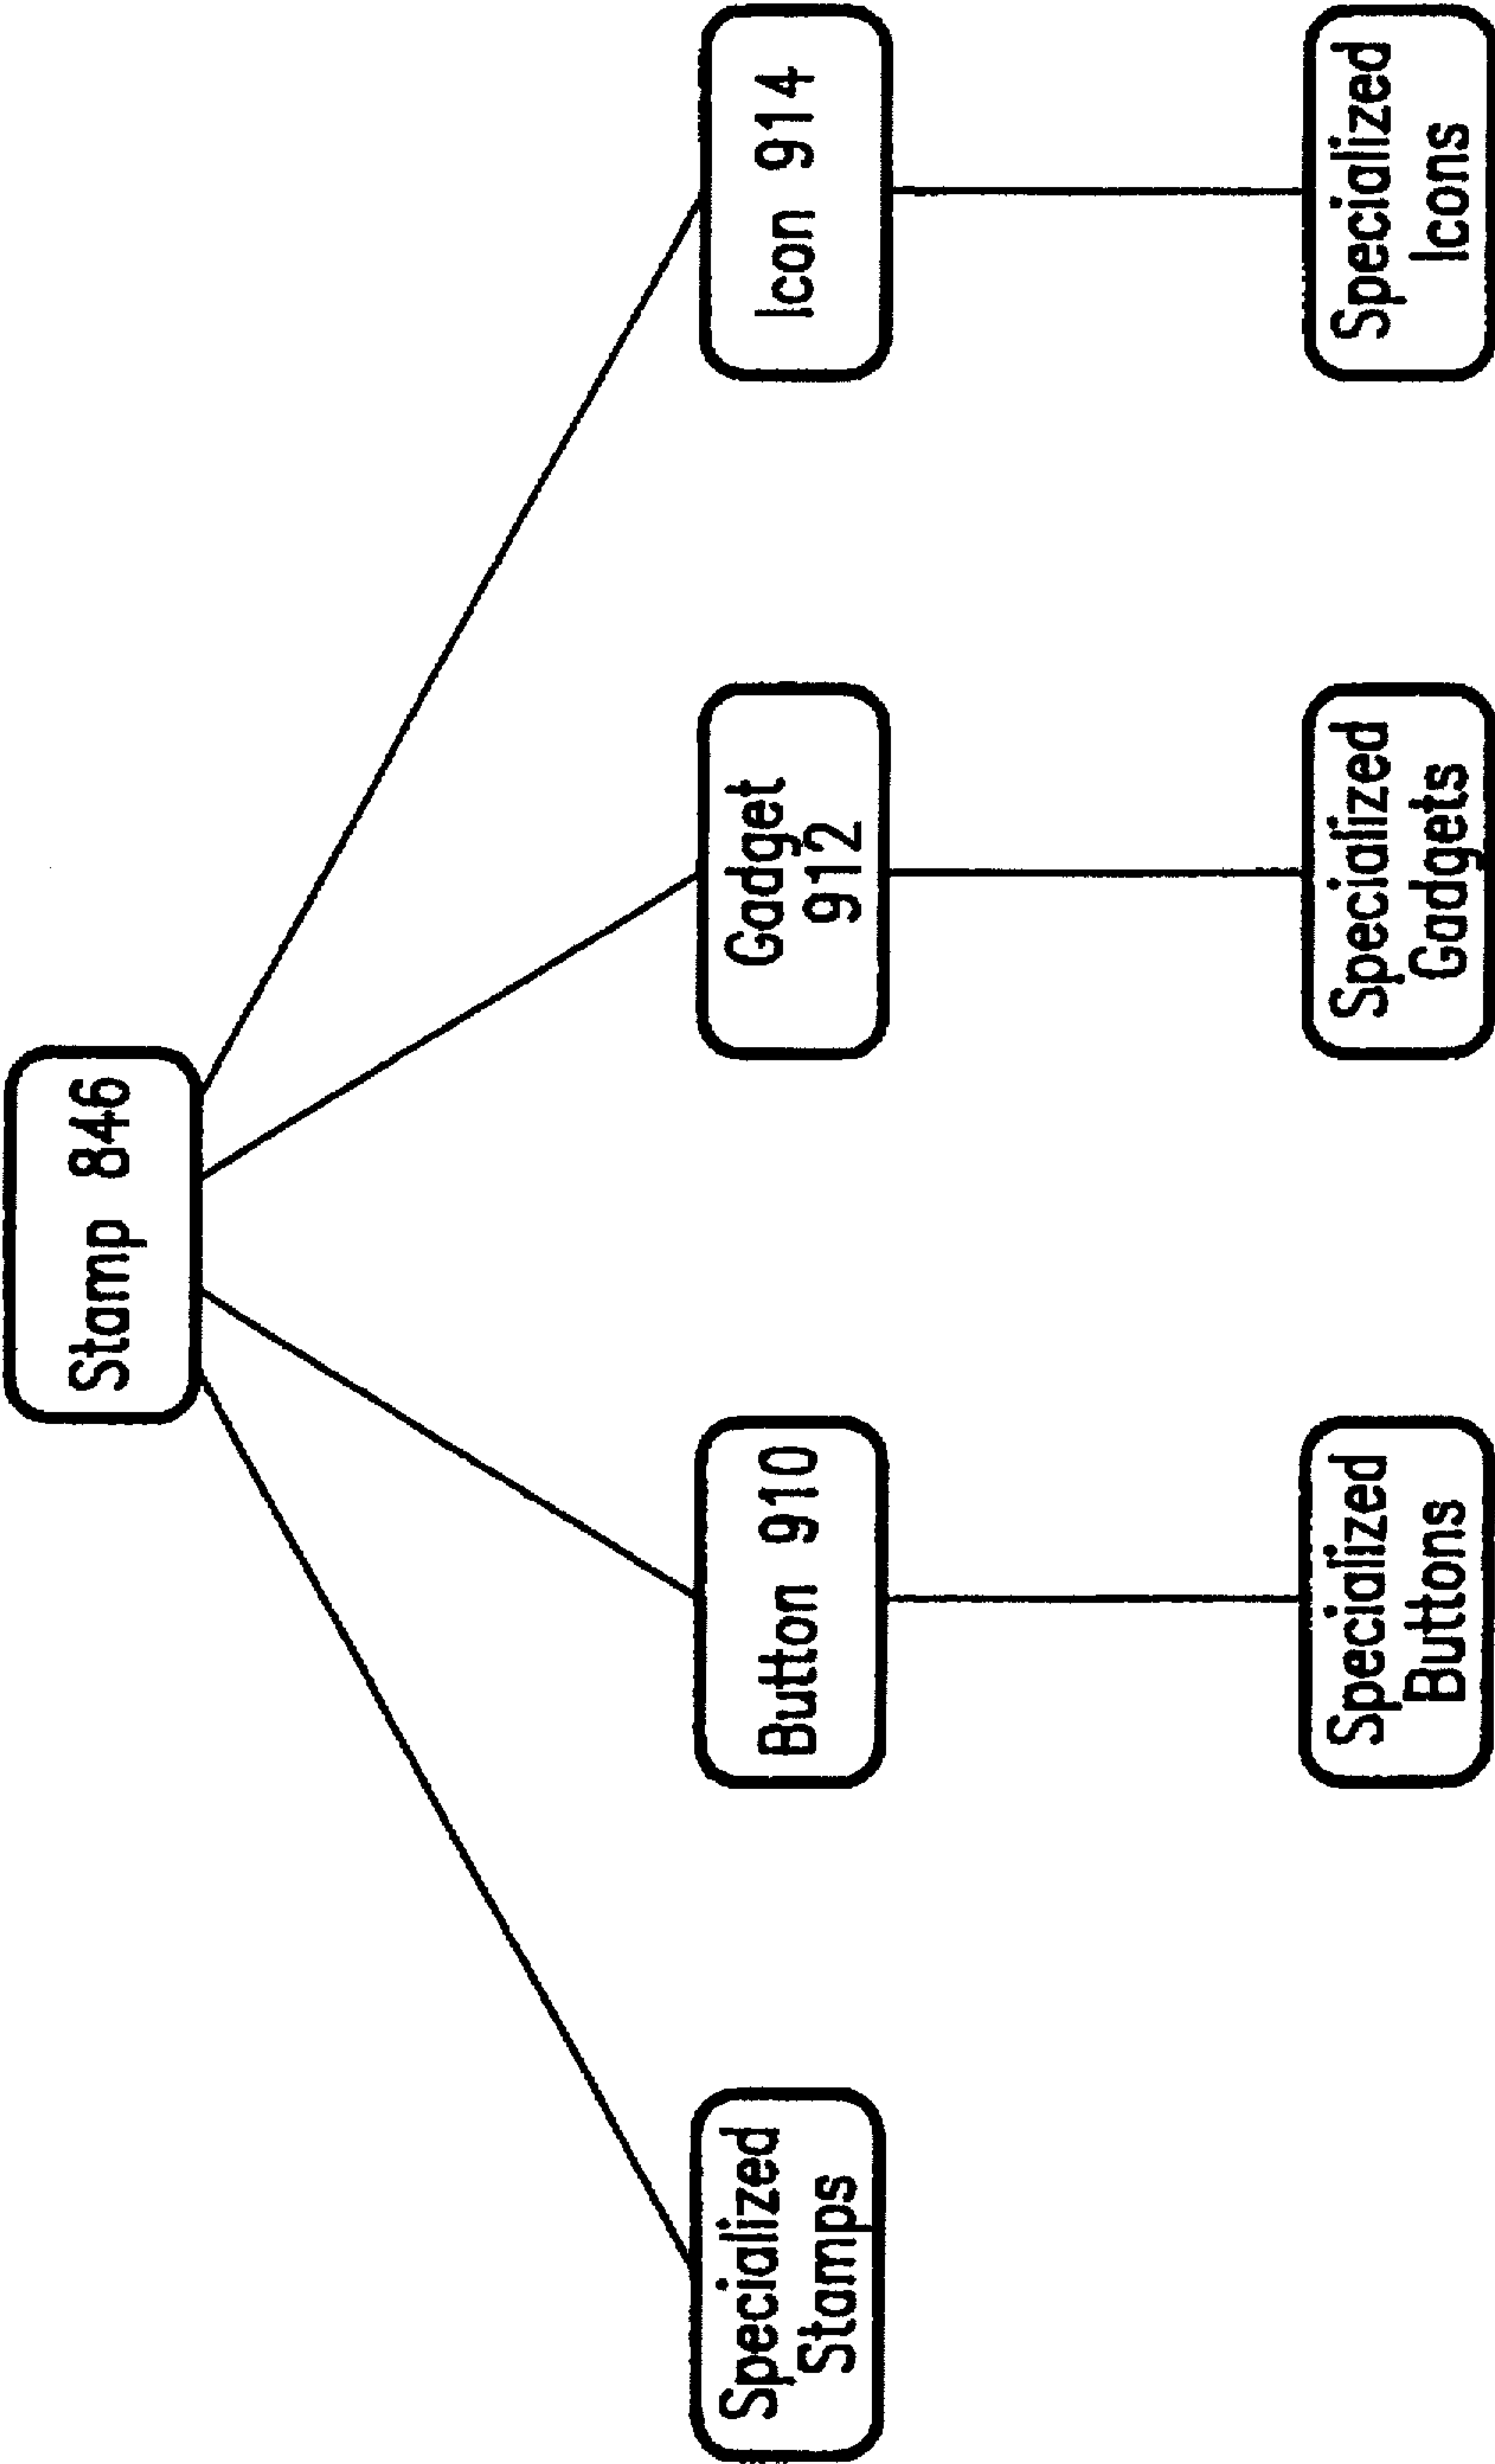 Stamp 846
Specialized
Stamps
Button 910
Gadget
912
Icon 914
Specialized
Buttons
Specialized
Gadgets
Specialized
Icons